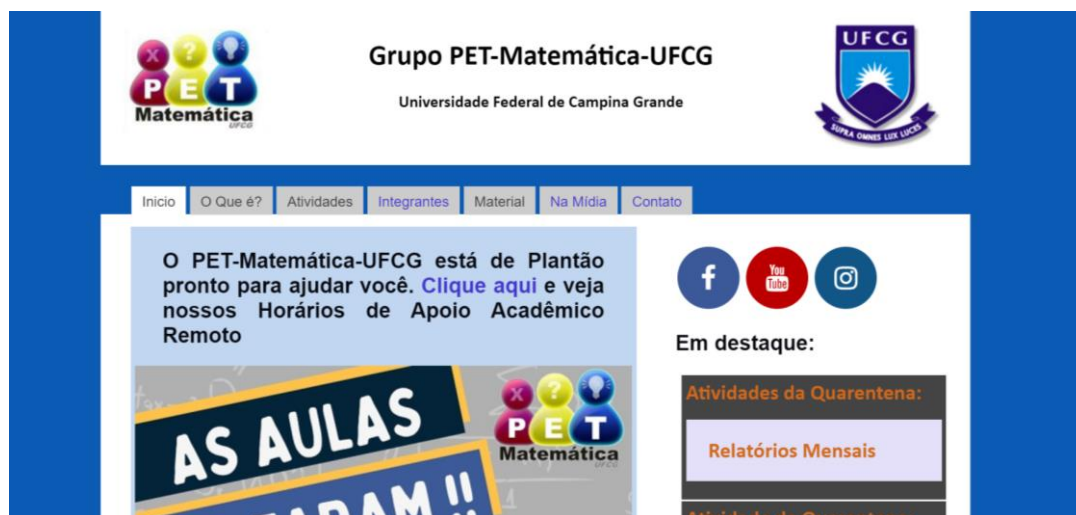 PET
Matemática
UFCG
Grupo PET-Matemática-UFCG
Universidade Federal de Campina Grande
UFCG
SUPRA OMNES LUX LUCES
Inicio
O Que é?
Atividades
Integrantes
Material
Na Mídia
Contato
O PET-Matemática-UFCG está de Plantão
pronto para ajudar você. Clique aqui e veja
nossos Horários de Apoio Acadêmico
Remoto
You
Tube
Em destaque:
AS AULAS
PET
Matemática
UFCG
Atividades da Quarentena:
Relatórios Mensais